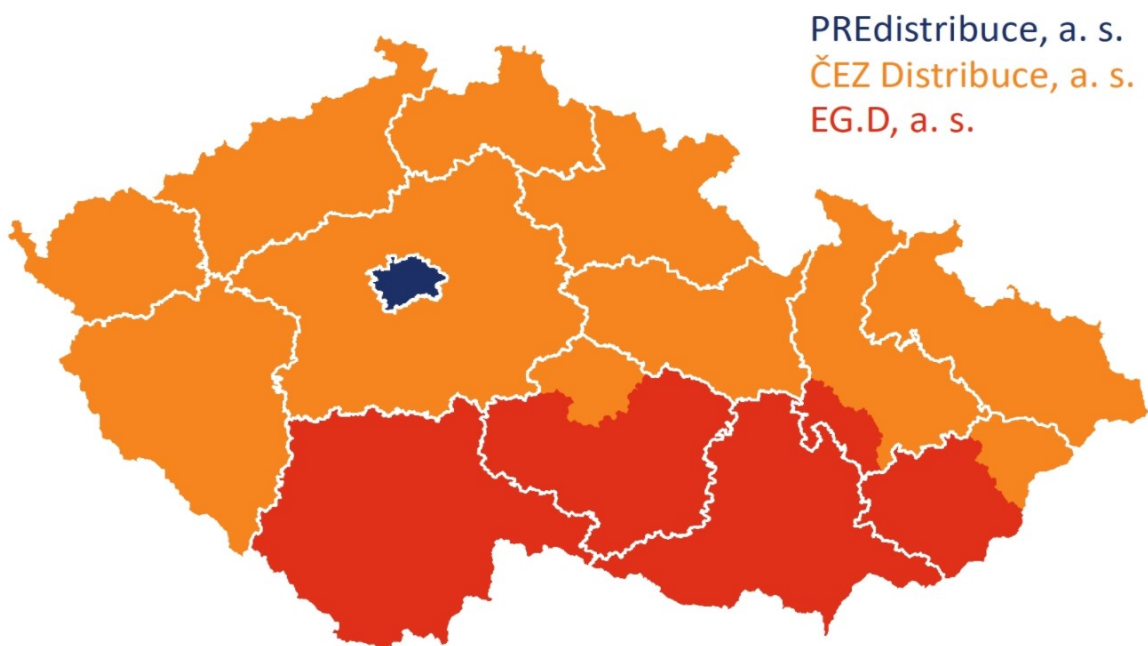 PREdistribuce, a. s.
ČEZ Distribuce, a. s.
EG.D, a. s.